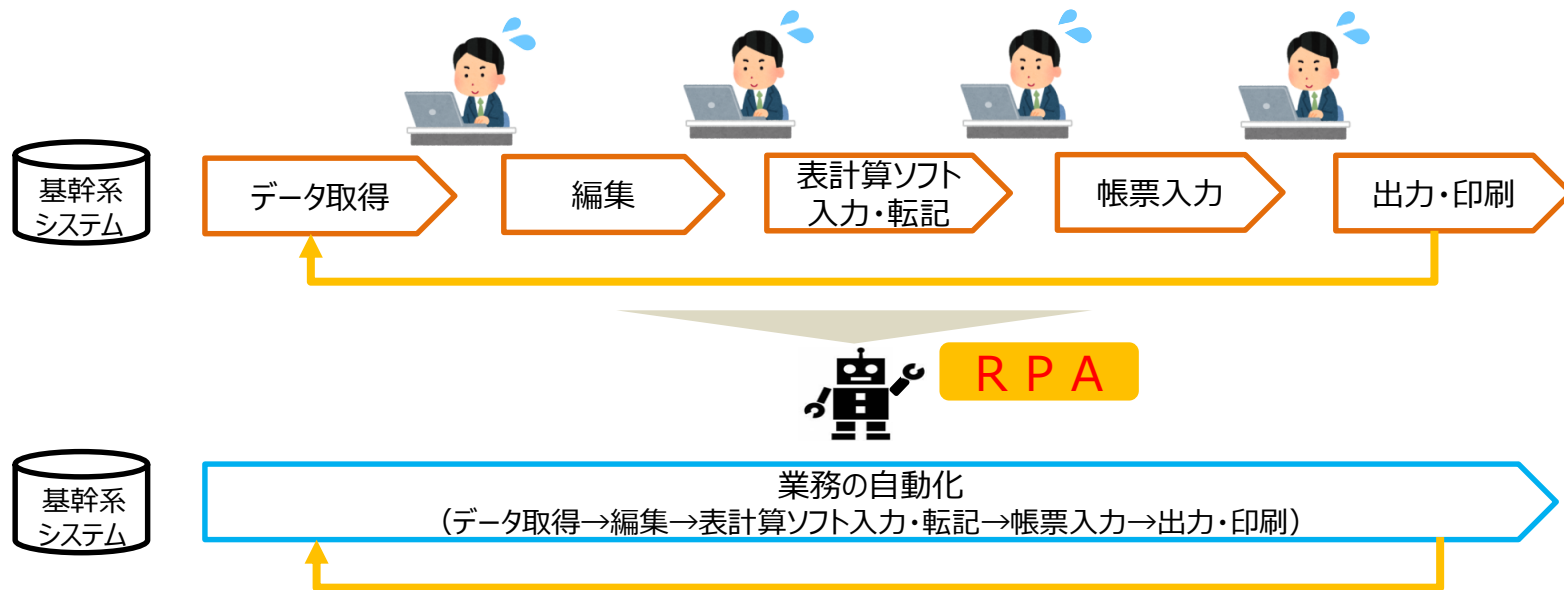 基幹系
システム
データ取得
編集
表計算ソフト
入力・転記
帳票入力
出力・印刷
ＲＰＡ
基幹系
システム
業務の自動化
（データ取得→編集→表計算ソフト入力・転記→帳票入力→出力・印刷）